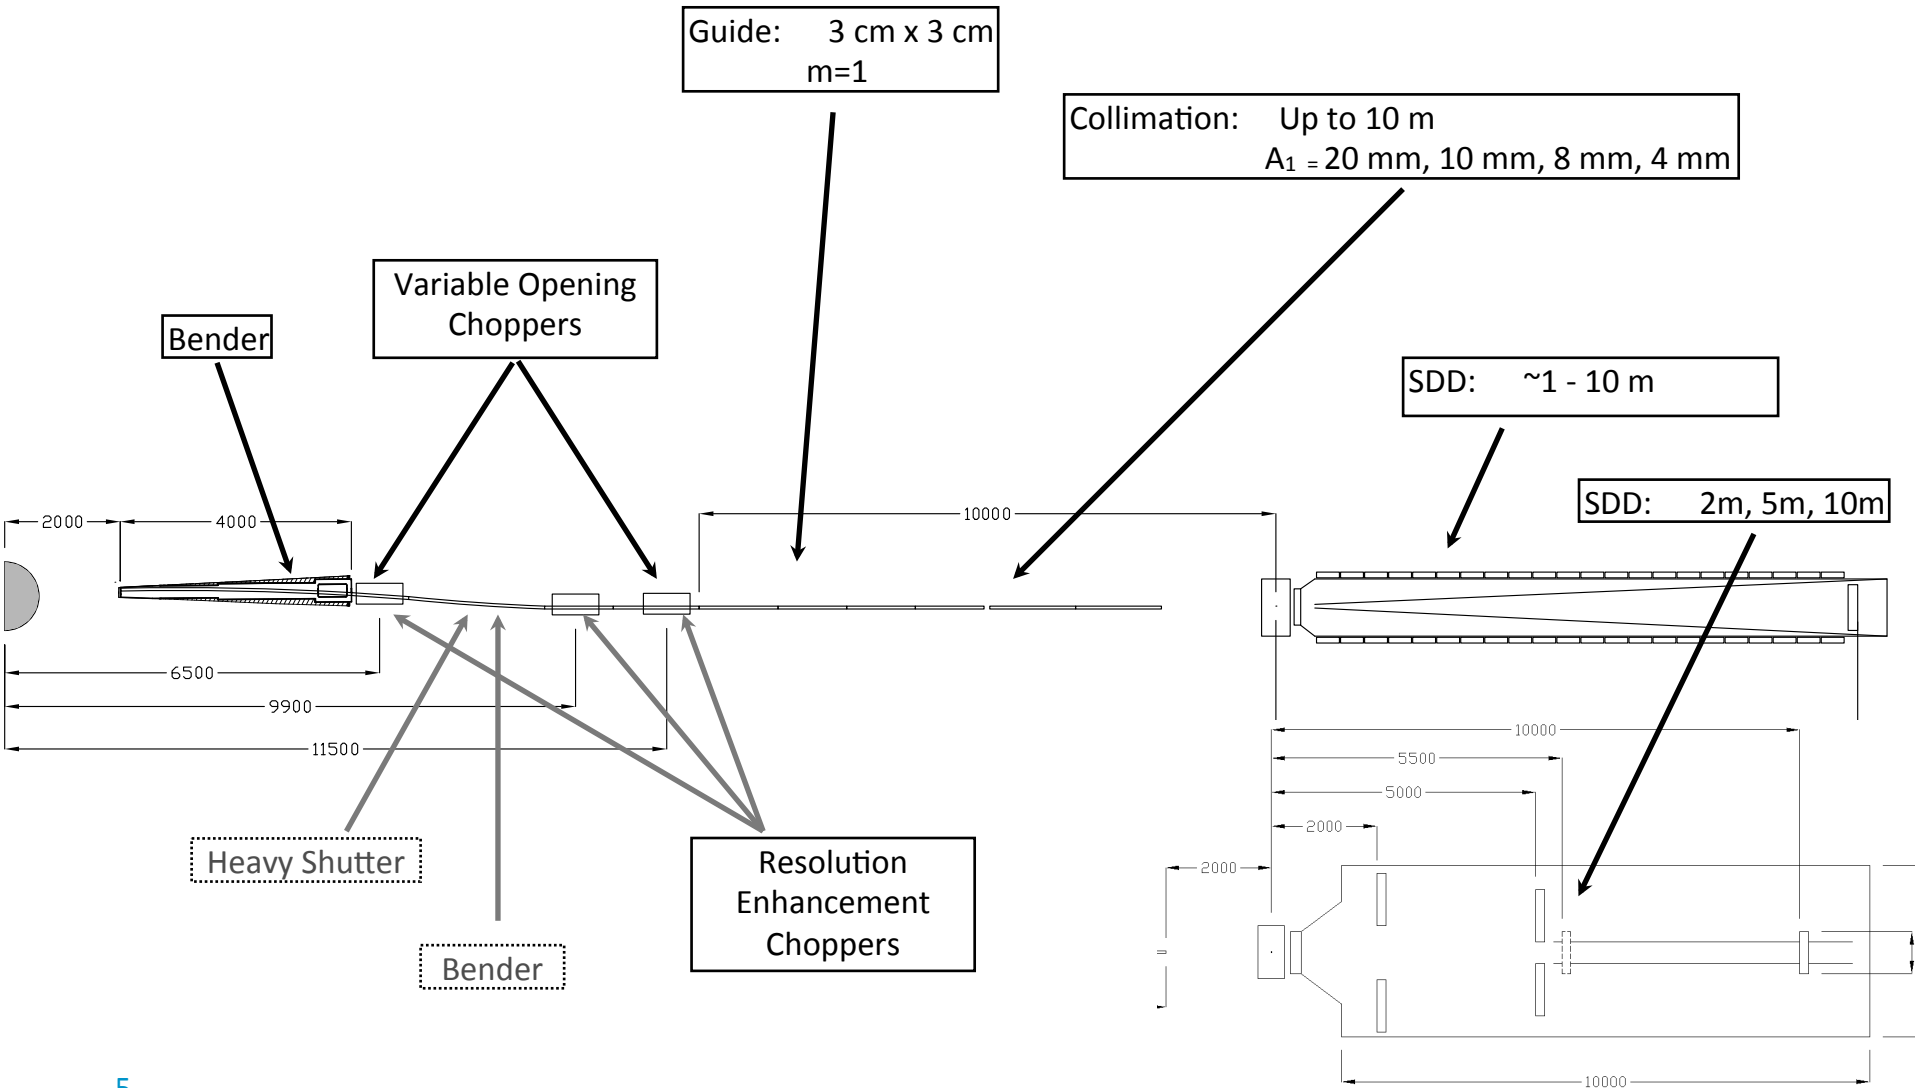 Guide: 3 cm x 3 cm
m=1
Collimation: Up to 10 m
A1 = 20 mm, 10 mm, 8 mm, 4 mm
Variable Opening
Choppers
Bender
SDD: ~1 - 10 m
SDD: 2m, 5m, 10m
2000
4000
10000
6500
9900
11500
10000
5500
5000
2000
2000
Heavy Shutter
Bender
Resolution
Enhancement
Choppers
10000
5